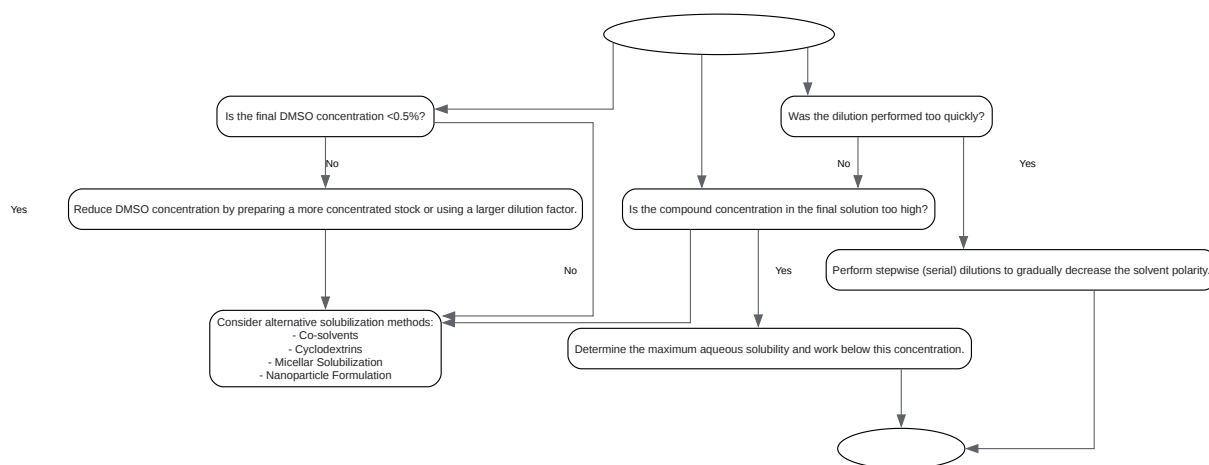 Is the final DMSO concentration <0.5%?
Was the dilution performed too quickly?
No
No
Yes
Yes
Reduce DMSO concentration by preparing a more concentrated stock or using a larger dilution factor.
Is the compound concentration in the final solution too high?
No
Yes
Perform stepwise (serial) dilutions to gradually decrease the solvent polarity.
Consider alternative solubilization methods:
- Co-solvents
- Cyclodextrins
- Micellar Solubilization
- Nanoparticle Formulation
Determine the maximum aqueous solubility and work below this concentration.